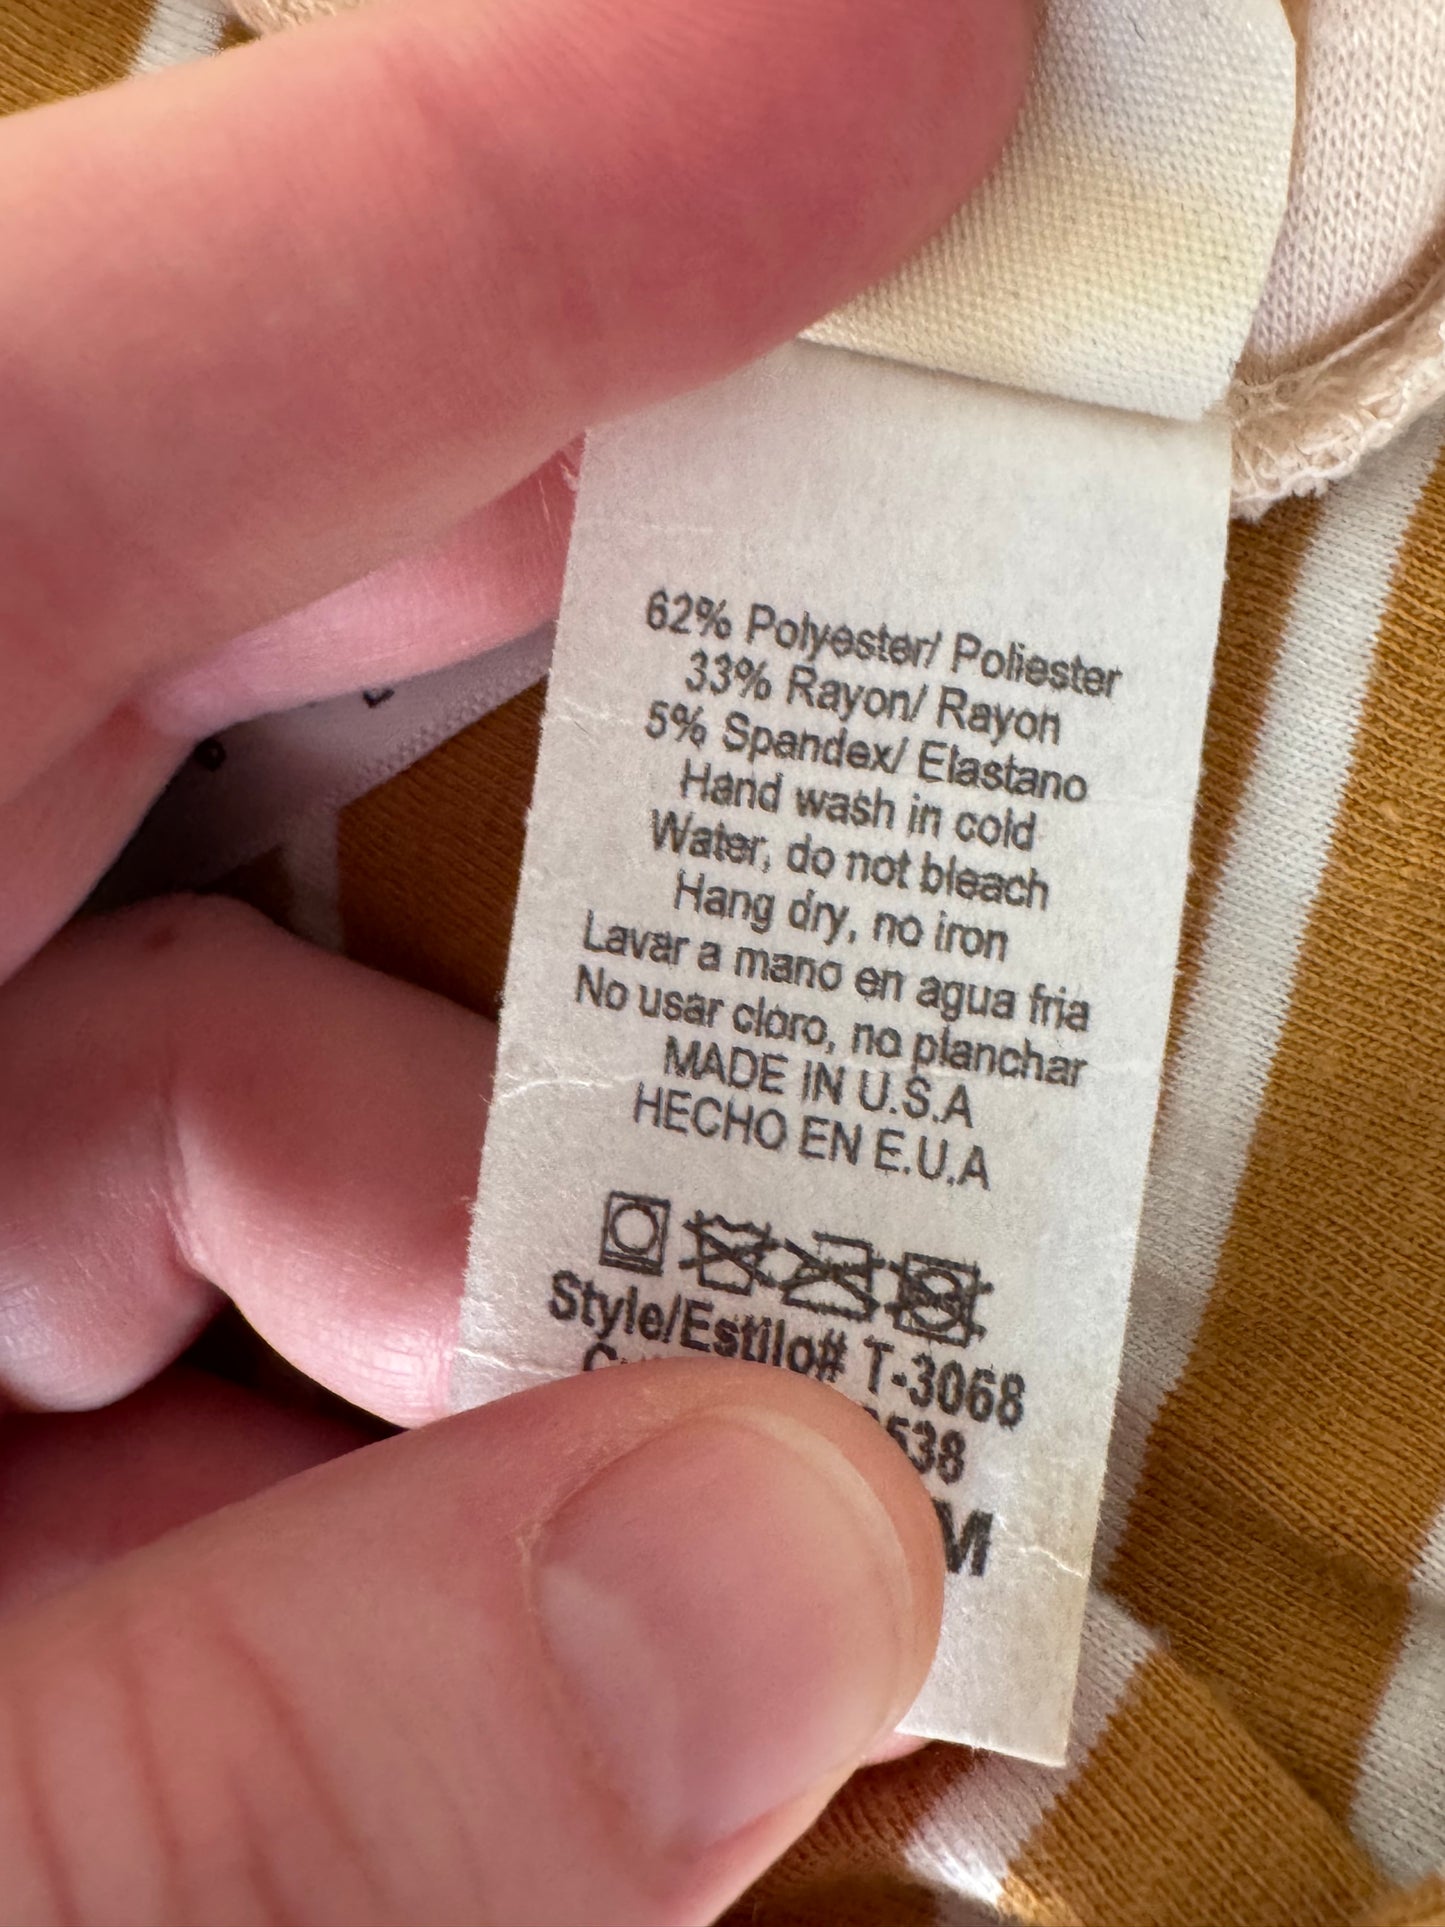 62% Polyester/ Poliester
33% Rayon/ Rayon
5% Spandex/ Elastano
Hand wash in cold
Water, do not bleach
Hang dry, no iron
Lavar a mano en agua fria
No usar cloro, no planchar
MADE IN U.S.A
HECHO EN E.U.A
Style/Estilo# T-3068
538
M